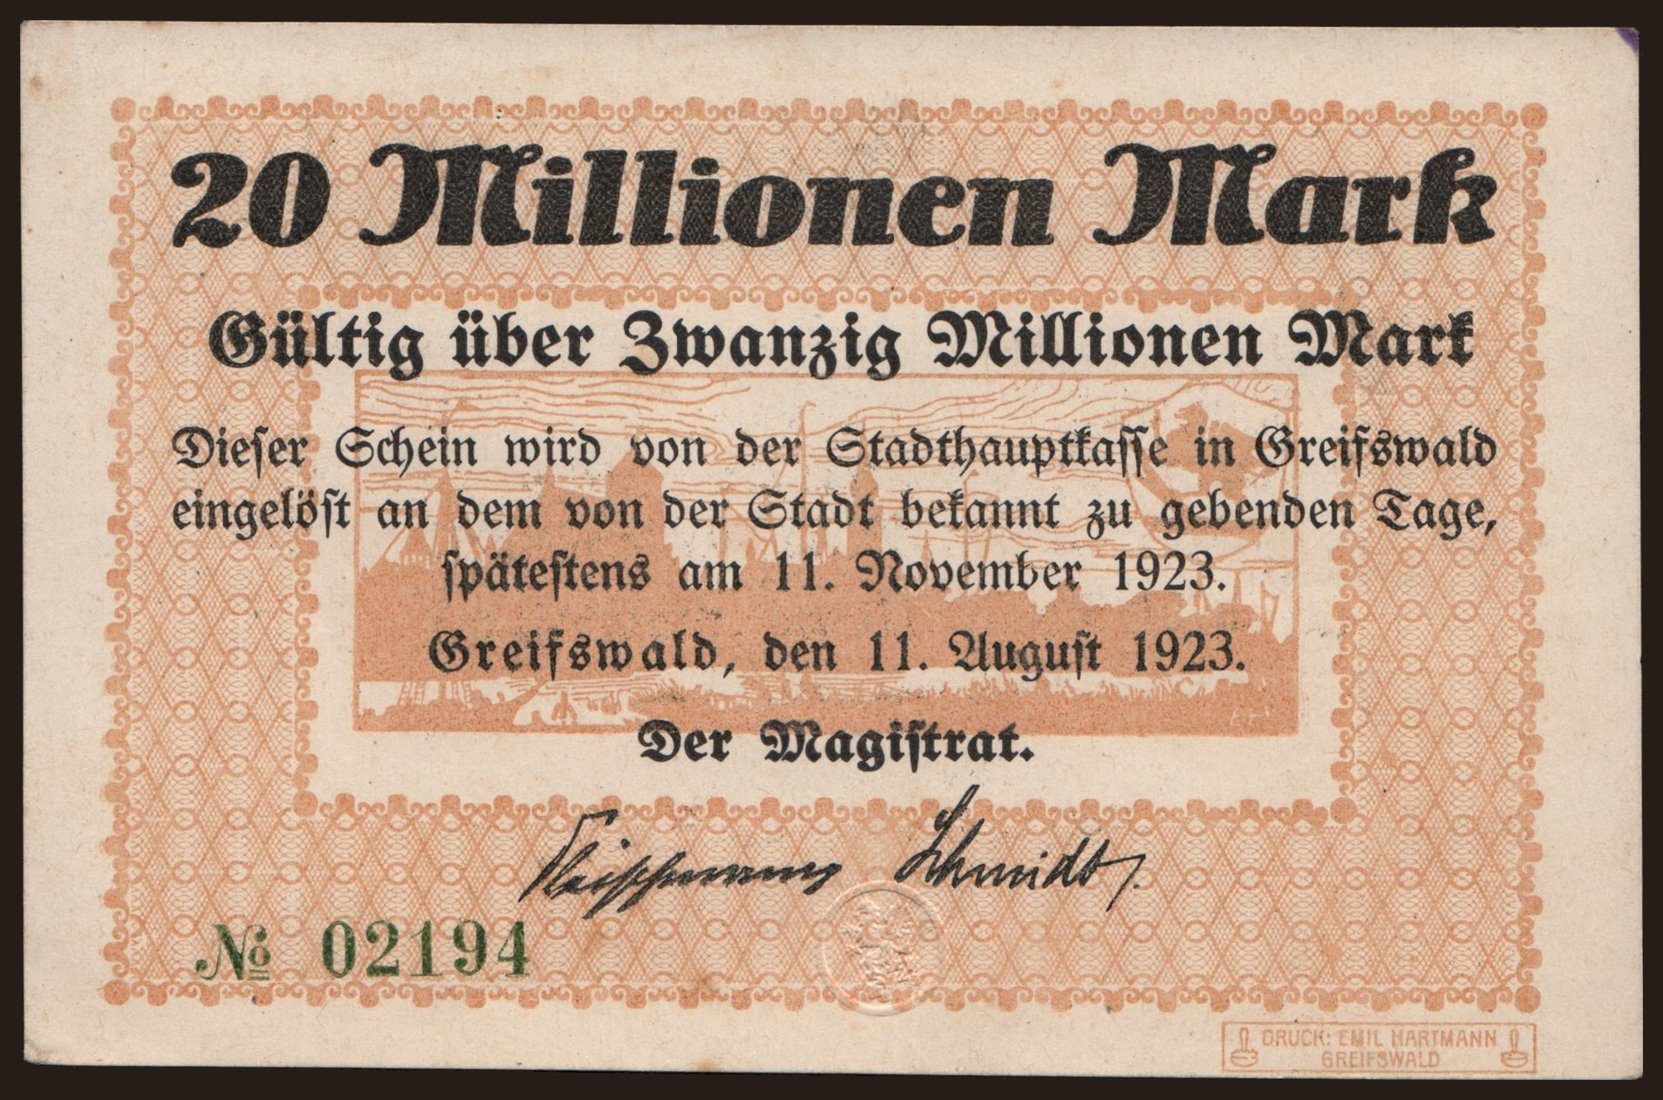 20 Millionen Mark
Gültig über Zwanzig Millionen Mark
Dieser Schein wird von der Stadthauptkasse in Greifswald
eingelöst an dem von der Stadt bekannt zu gebenden Tage,
spätestens am 11. November 1923.
Greifswald, den 11. August 1923.
Der Magistrat.
Schmidt
№ 02194
DRUCK: EMIL HARTMANN
GREIFSWALD